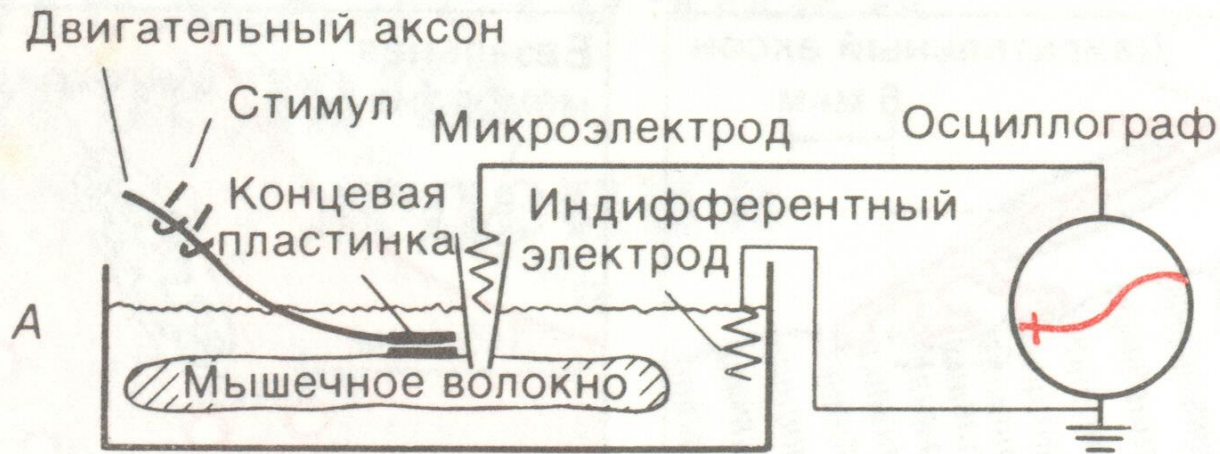 Двигательный аксон
Стимул
Микроэлектрод
Осциллограф
Концевая
пластинка
Индифферентный
электрод
А
Мышечное волокно